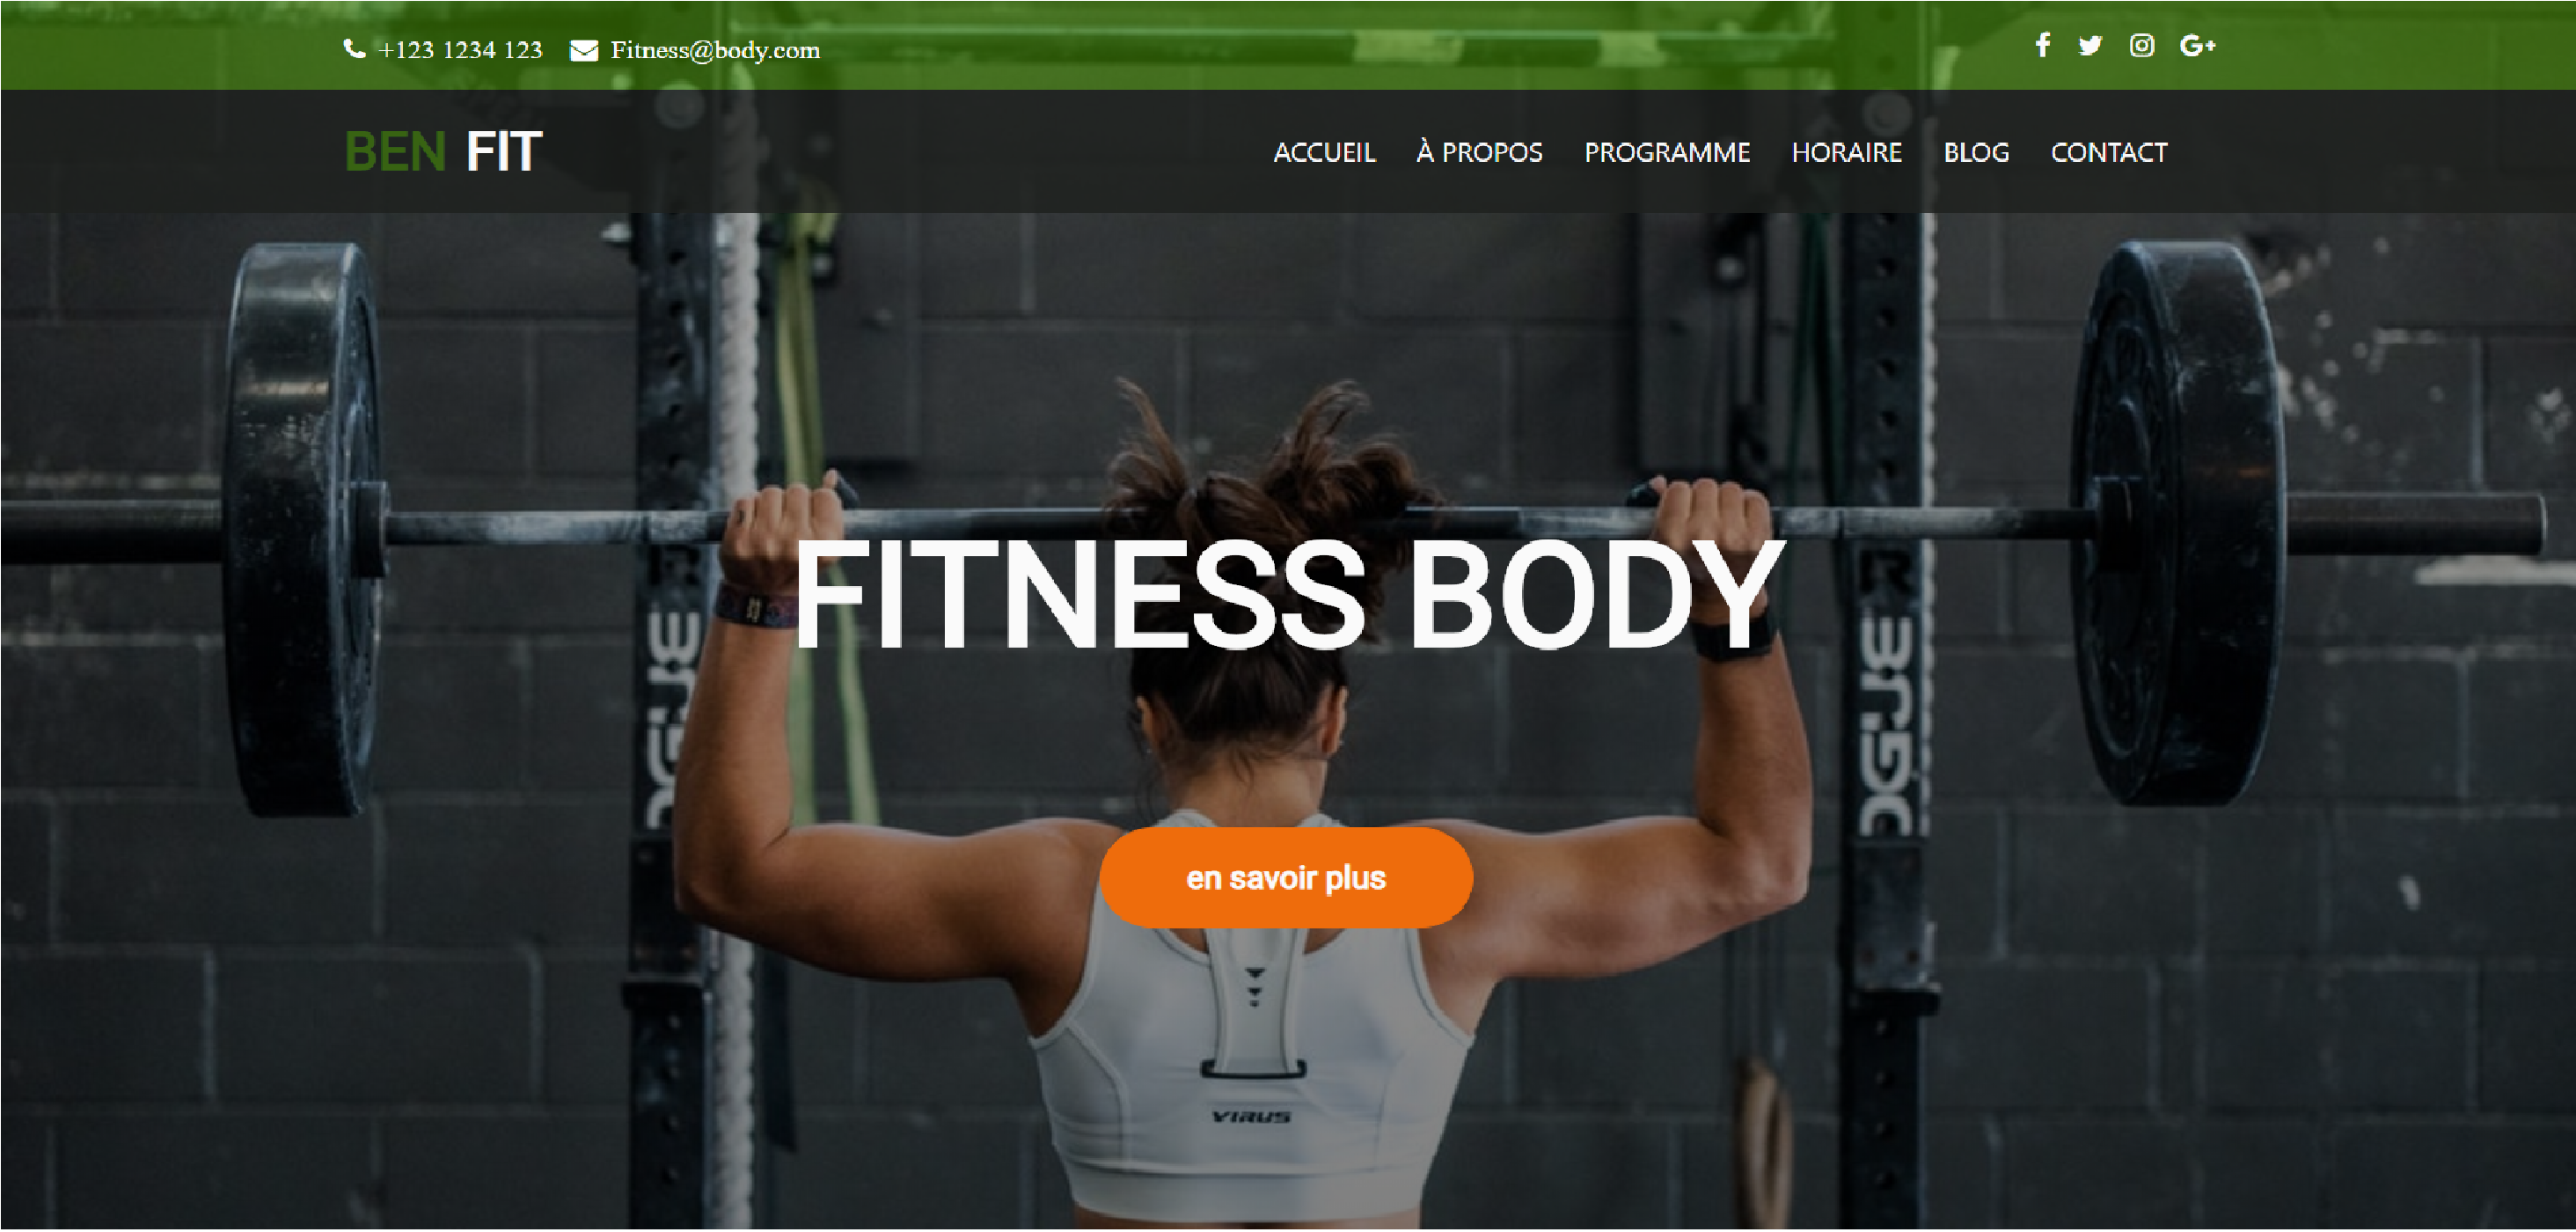 +123 1234 123 Fitness@body.com
BEN FIT
ACCUEIL À PROPOS PROGRAMME HORAIRE BLOG CONTACT
FITNESS BODY
en savoir plus
VIRUS